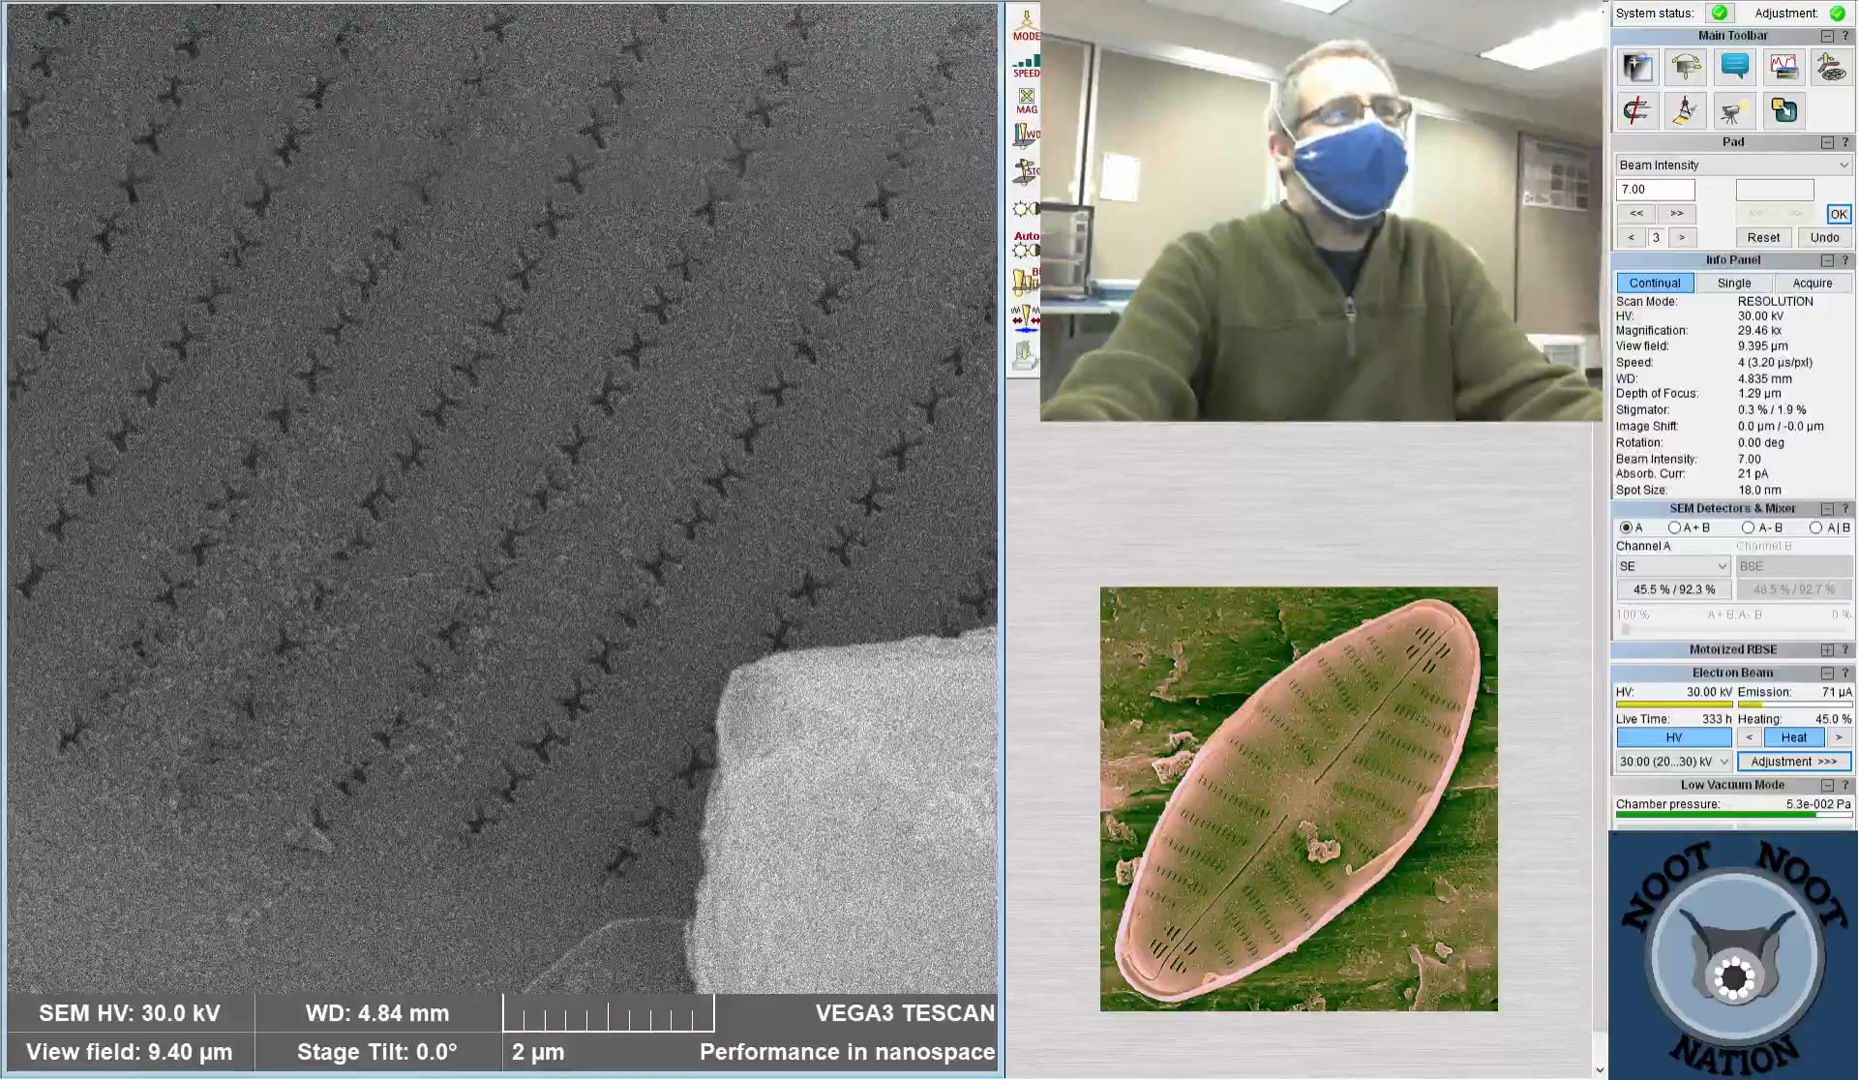 System status: Adjustment:
Main Toolbar ?
MODE
SPEED
MAG
WD
Auto
Pad ?
Beam Intensity
7.00
<< >> << >> OK
< 3 > Reset Undo
Info Panel ?
Continual Single Acquire
Scan Mode: RESOLUTION
HV: 30.00 kV
Magnification: 29.46 kx
View field: 9.395 µm
Speed: 4 (3.20 µs/pxl)
WD: 4.835 mm
Depth of Focus: 1.29 µm
Stigmator: 0.3 % / 1.9 %
Image Shift: 0.0 µm / -0.0 µm
Rotation: 0.00 deg
Beam Intensity: 7.00
Absorb. Curr: 21 pA
Spot Size: 18.0 nm
SEM Detectors & Mixer ?
A A + B A - B A | B
Channel A Channel B
SE BSE
45.5 % / 92.3 % 48.5 % / 92.7 %
100 % A + B, A - B 0 %
Motorized RBSE ?
Electron Beam ?
HV: 30.00 kV Emission: 71 µA
Live Time: 333 h Heating: 45.0 %
HV < Heat >
30.00 (20...30) kV Adjustment >>>
Low Vacuum Mode ?
Chamber pressure: 5.3e-002 Pa
NOOT NOOT
NATION
SEM HV: 30.0 kV WD: 4.84 mm VEGA3 TESCAN
View field: 9.40 µm Stage Tilt: 0.0° 2 µm Performance in nanospace